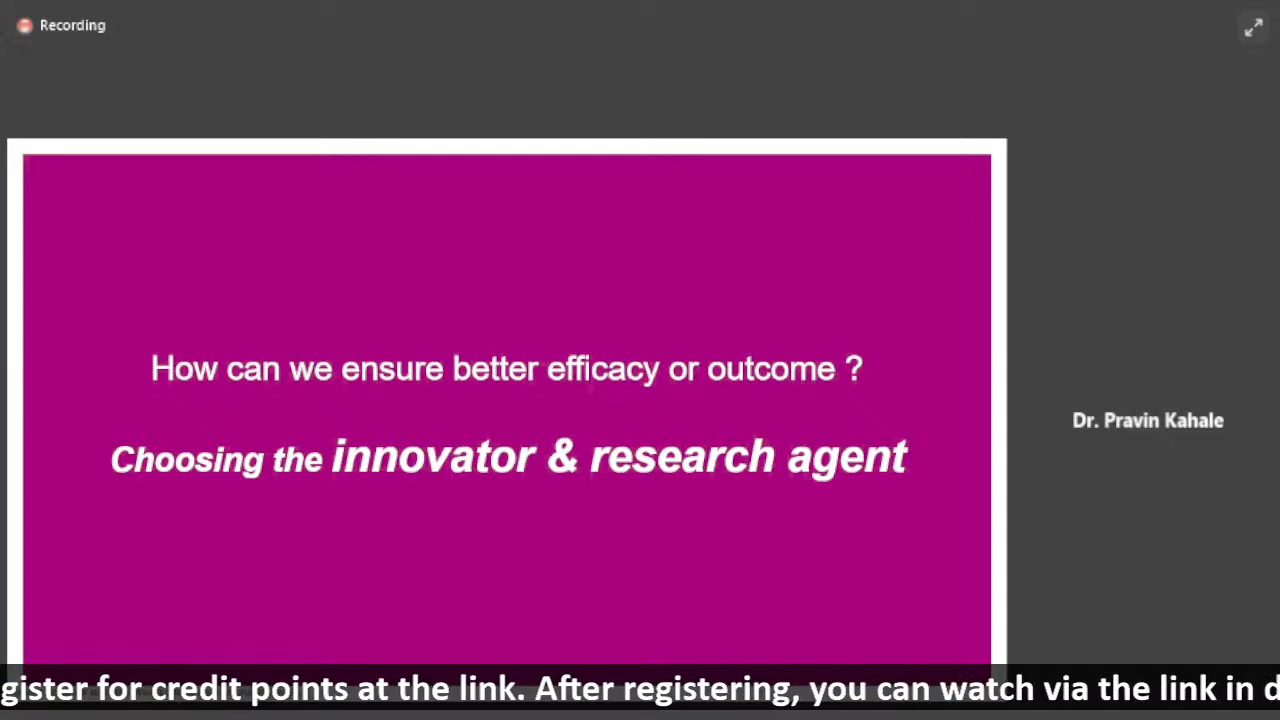 Recording
How can we ensure better efficacy or outcome ?
Choosing the innovator & research agent
Dr. Pravin Kahale
gister for credit points at the link. After registering, you can watch via the link in d